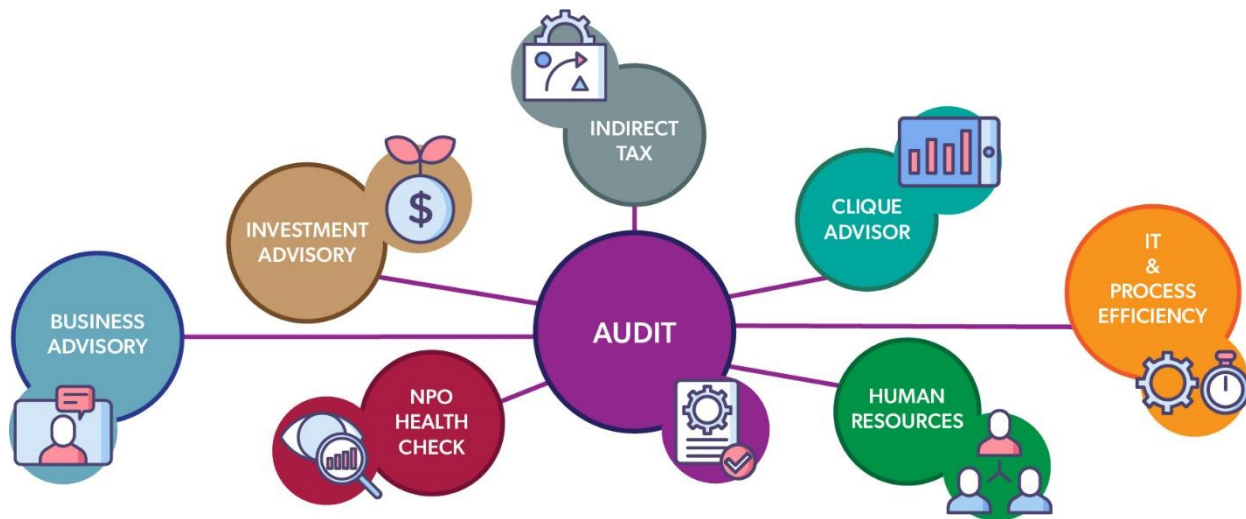 INDIRECT
TAX
INVESTMENT
ADVISORY
$
CLIQUE
ADVISOR
IT
&
PROCESS
EFFICIENCY
BUSINESS
ADVISORY
AUDIT
NPO
HEALTH
CHECK
HUMAN
RESOURCES